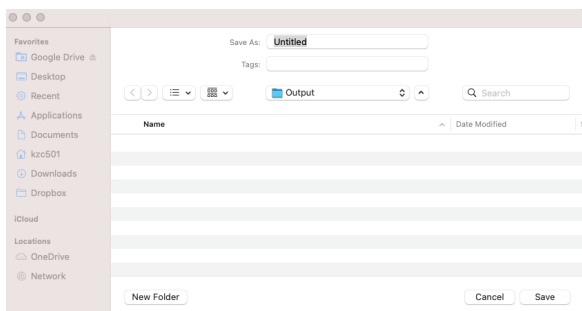 Favorites
Google Drive
Desktop
Recent
Applications
Documents
kzc501
Downloads
Dropbox
iCloud
Locations
OneDrive
Network
Save As: Untitled
Tags:
Output
Search
Name
Date Modified
New Folder
Cancel
Save